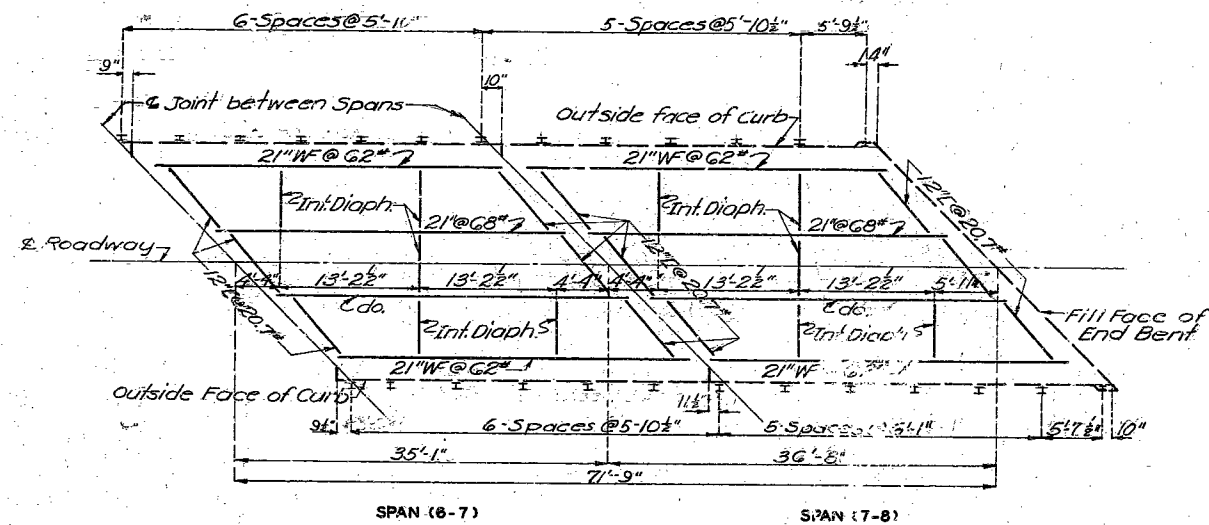 6-Spaces @ 5'-10"
5-Spaces @ 5'-10½"
5'-9½"
14"
9"
10"
℄ Joint between Spans
Outside face of Curb
21"WF @ 62#
21"WF @ 62#
2 Int. Diaph.
2 Int. Diaph.
12"[ @ 20.7#
21" @ 68#
21" @ 68#
℄ Roadway
12"[ @ 20.7#
12"[ @ 20.7#
4'-4"
13'-2½"
13'-2½"
4'-4"
4'-4"
13'-2½"
13'-2½"
5'-11"
do.
do.
2 Int. Diaph
2 Int. Diaph
Fill Face of
End Bent
21"WF @ 62#
21"WF
Outside Face of Curb
11½"
6-Spaces @ 5-10½"
5-Spaces
5'-7½"
10"
35'-1"
36'-8"
71'-9"
SPAN (6-7)
SPAN (7-8)